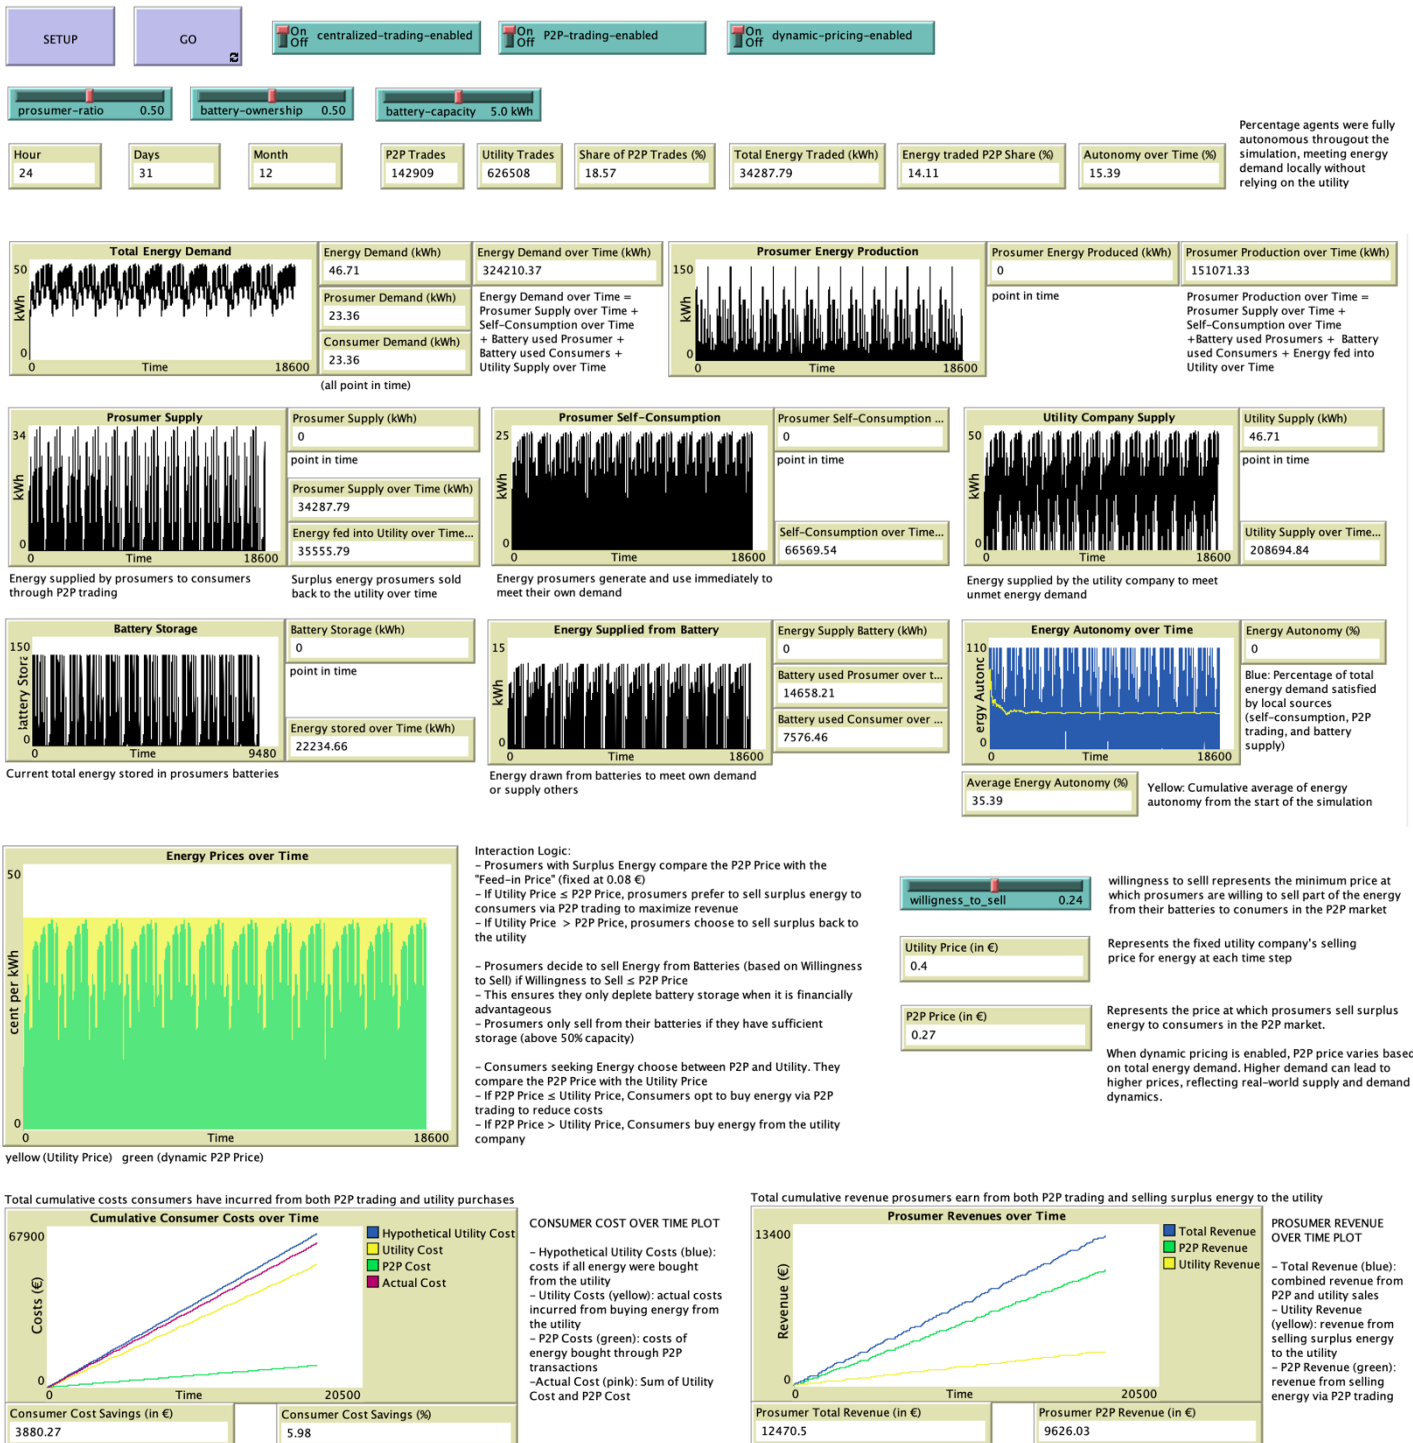 SETUP
GO
On
Off
centralized-trading-enabled
On
Off
P2P-trading-enabled
On
Off
dynamic-pricing-enabled
prosumer-ratio 0.50
battery-ownership 0.50
battery-capacity 5.0 kWh
Hour
24
Days
31
Month
12
P2P Trades
142909
Utility Trades
626508
Share of P2P Trades (%)
18.57
Total Energy Traded (kWh)
34287.79
Energy traded P2P Share (%)
14.11
Autonomy over Time (%)
15.39
Percentage agents were fully
autonomous througout the
simulation, meeting energy
demand locally without
relying on the utility
Total Energy Demand
50
kWh
0
0
Time
18600
Energy Demand (kWh)
46.71
Prosumer Demand (kWh)
23.36
Consumer Demand (kWh)
23.36
(all point in time)
Energy Demand over Time (kWh)
324210.37
Energy Demand over Time =
Prosumer Supply over Time +
Self-Consumption over Time
+ Battery used Prosumer +
Battery used Consumers +
Utility Supply over Time
Prosumer Energy Production
150
kWh
0
0
Time
18600
Prosumer Energy Produced (kWh)
0
point in time
Prosumer Production over Time (kWh)
151071.33
Prosumer Production over Time =
Prosumer Supply over Time +
Self-Consumption over Time
+Battery used Prosumers + Battery
used Consumers + Energy fed into
Utility over Time
Prosumer Supply
34
kWh
0
0
Time
18600
Energy supplied by prosumers to consumers
through P2P trading
Prosumer Supply (kWh)
0
point in time
Prosumer Supply over Time (kWh)
34287.79
Energy fed into Utility over Time...
35555.79
Surplus energy prosumers sold
back to the utility over time
Prosumer Self-Consumption
25
kWh
0
0
Time
18600
Energy prosumers generate and use immediately to
meet their own demand
Prosumer Self-Consumption ...
0
point in time
Self-Consumption over Time...
66569.54
Utility Company Supply
50
kWh
0
0
Time
18600
Energy supplied by the utility company to meet
unmet energy demand
Utility Supply (kWh)
46.71
point in time
Utility Supply over Time...
208694.84
Battery Storage
150
0
0
Time
9480
Current total energy stored in prosumers batteries
Battery Storage (kWh)
0
point in time
Energy stored over Time (kWh)
22234.66
Energy Supplied from Battery
15
kWh
0
0
Time
18600
Energy drawn from batteries to meet own demand
or supply others
Energy Supply Battery (kWh)
0
Battery used Prosumer over t...
14658.21
Battery used Consumer over ...
7576.46
Energy Autonomy over Time
110
ergy Autonc
0
0
Time
18600
Energy Autonomy (%)
0
Blue: Percentage of total
energy demand satisfied
by local sources
(self-consumption, P2P
trading, and battery
supply)
Average Energy Autonomy (%)
35.39
Yellow: Cumulative average of energy
autonomy from the start of the simulation
Energy Prices over Time
50
cent per kWh
0
0
Time
18600
yellow (Utility Price) green (dynamic P2P Price)
Interaction Logic:
- Prosumers with Surplus Energy compare the P2P Price with the
"Feed-in Price" (fixed at 0.08 €)
- If Utility Price ≤ P2P Price, prosumers prefer to sell surplus energy to
consumers via P2P trading to maximize revenue
- If Utility Price > P2P Price, prosumers choose to sell surplus back to
the utility
- Prosumers decide to sell Energy from Batteries (based on Willingness
to Sell) if Willingness to Sell ≤ P2P Price
- This ensures they only deplete battery storage when it is financially
advantageous
- Prosumers only sell from their batteries if they have sufficient
storage (above 50% capacity)
- Consumers seeking Energy choose between P2P and Utility. They
compare the P2P Price with the Utility Price
- If P2P Price ≤ Utility Price, Consumers opt to buy energy via P2P
trading to reduce costs
- If P2P Price > Utility Price, Consumers buy energy from the utility
company
willigness_to_sell 0.24
willingness to selll represents the minimum price at
which prosumers are willing to sell part of the energy
from their batteries to conumers in the P2P market
Utility Price (in €)
0.4
Represents the fixed utility company's selling
price for energy at each time step
P2P Price (in €)
0.27
Represents the price at which prosumers sell surplus
energy to consumers in the P2P market.
When dynamic pricing is enabled, P2P price varies based
on total energy demand. Higher demand can lead to
higher prices, reflecting real-world supply and demand
dynamics.
Total cumulative costs consumers have incurred from both P2P trading and utility purchases
Cumulative Consumer Costs over Time
67900
Costs (€)
0
0
Time
20500
Hypothetical Utility Cost
Utility Cost
P2P Cost
Actual Cost
Consumer Cost Savings (in €)
3880.27
Consumer Cost Savings (%)
5.98
CONSUMER COST OVER TIME PLOT
- Hypothetical Utility Costs (blue):
costs if all energy were bought
from the utility
- Utility Costs (yellow): actual costs
incurred from buying energy from
the utility
- P2P Costs (green): costs of
energy bought through P2P
transactions
-Actual Cost (pink): Sum of Utility
Cost and P2P Cost
Total cumulative revenue prosumers earn from both P2P trading and selling surplus energy to the utility
Prosumer Revenues over Time
13400
Revenue (€)
0
0
Time
20500
Total Revenue
P2P Revenue
Utility Revenue
Prosumer Total Revenue (in €)
12470.5
Prosumer P2P Revenue (in €)
9626.03
PROSUMER REVENUE
OVER TIME PLOT
- Total Revenue (blue):
combined revenue from
P2P and utility sales
- Utility Revenue
(yellow): revenue from
selling surplus energy
to the utility
- P2P Revenue (green):
revenue from selling
energy via P2P trading